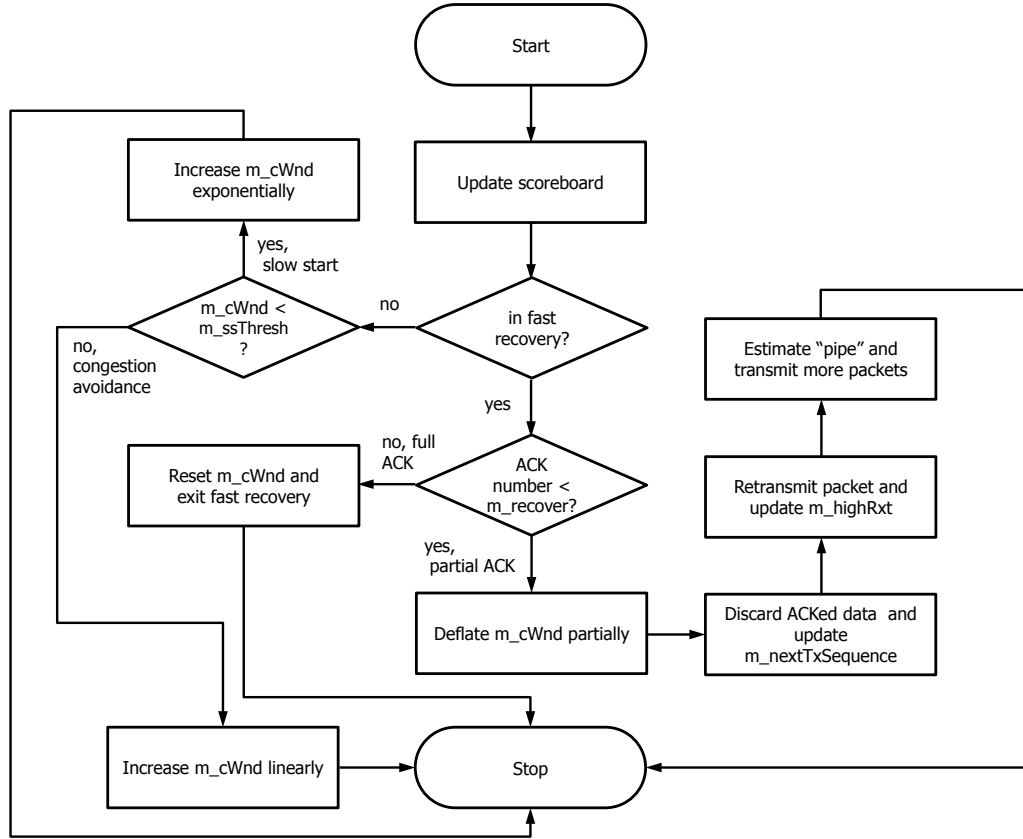 Start
Update scoreboard
in fast
recovery?
no
yes
m_cWnd <
m_ssThresh
?
yes,
slow start
Increase m_cWnd
exponentially
no,
congestion
avoidance
Increase m_cWnd linearly
ACK
number <
m_recover?
no, full
ACK
Reset m_cWnd and
exit fast recovery
yes,
partial ACK
Deflate m_cWnd partially
Discard ACKed data  and
update
m_nextTxSequence
Retransmit packet and
update m_highRxt
Estimate “pipe” and
transmit more packets
Stop